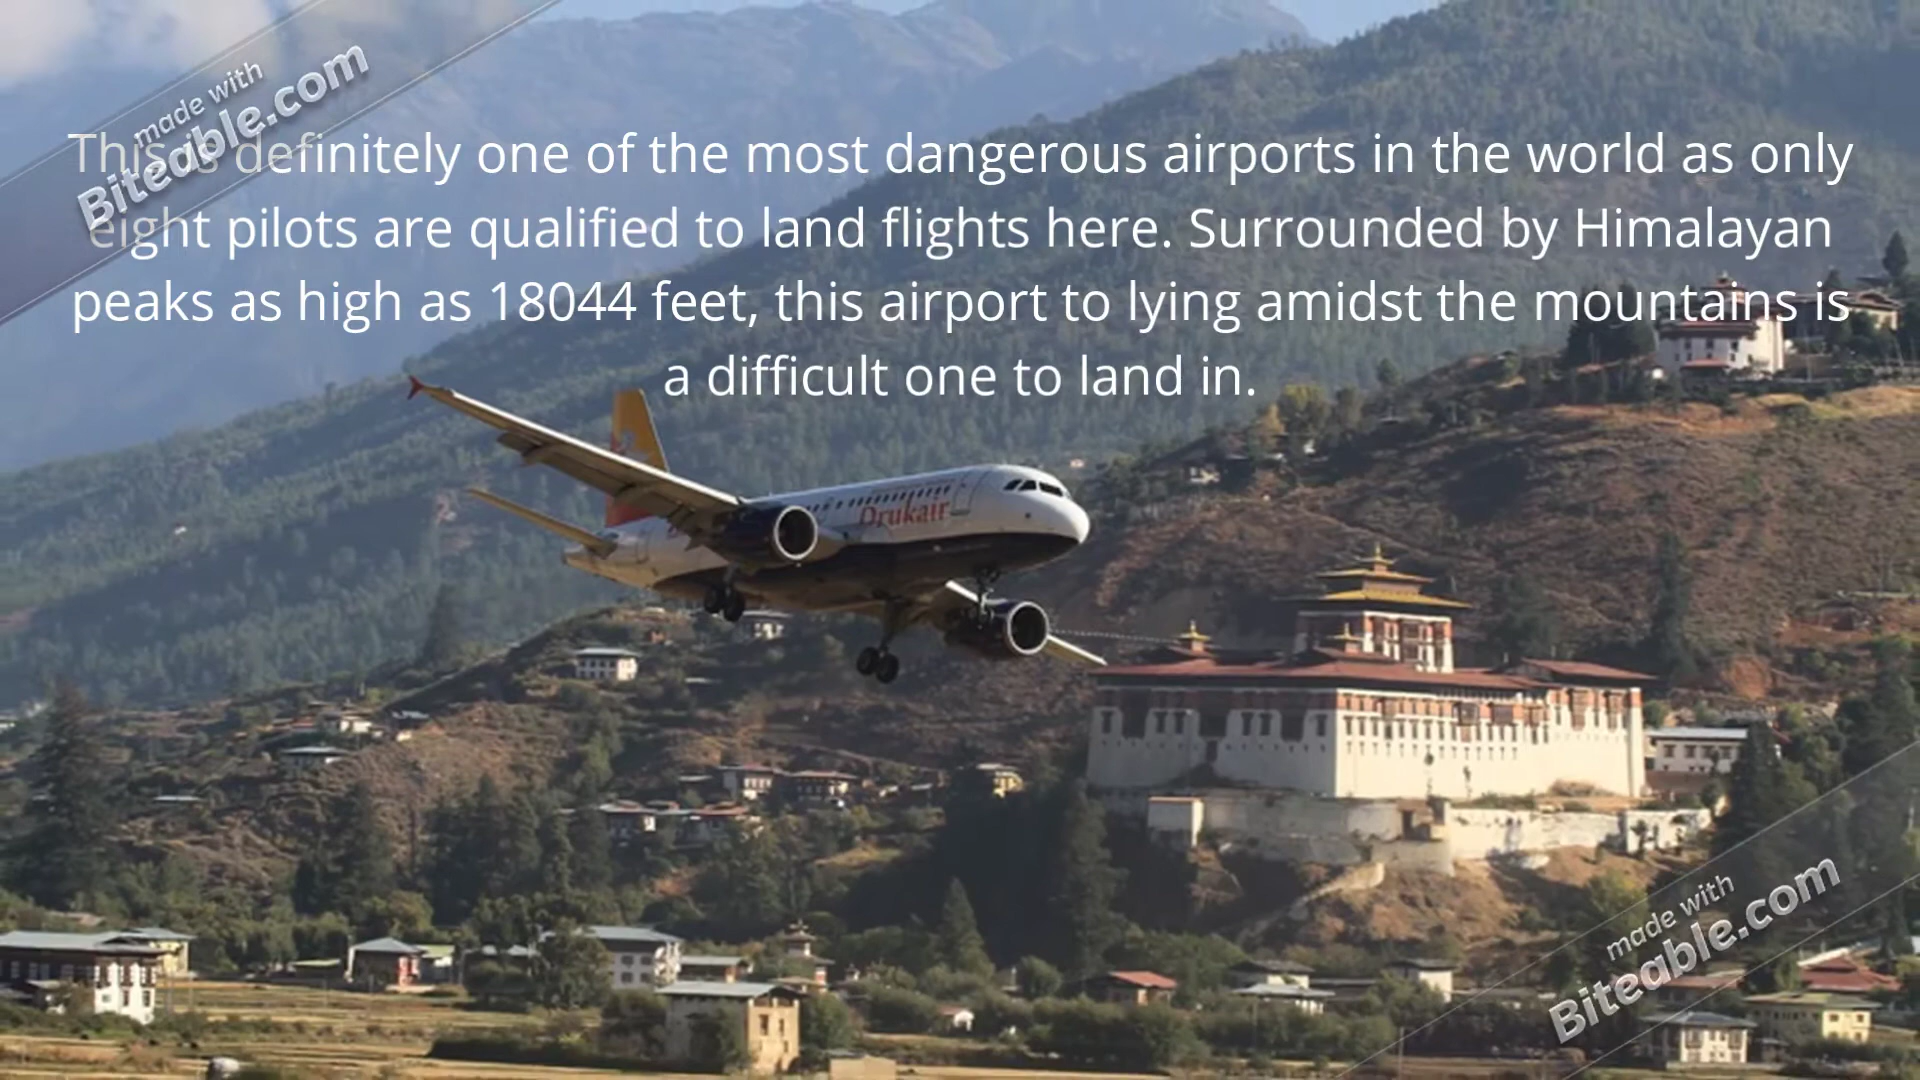 made with
Biteable.com
This is definitely one of the most dangerous airports in the world as only
eight pilots are qualified to land flights here. Surrounded by Himalayan
peaks as high as 18044 feet, this airport to lying amidst the mountains is
a difficult one to land in.
Drukair
made with
Biteable.com